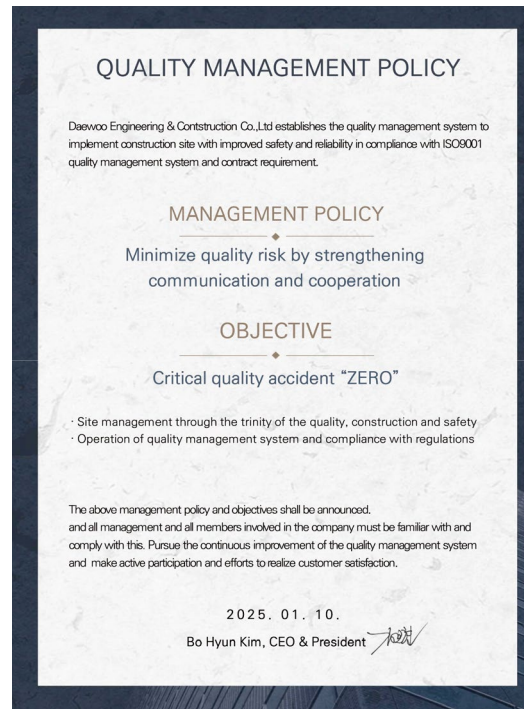 QUALITY MANAGEMENT POLICY
Daewoo Engineering & Contstruction Co.,Ltd establishes the quality management system to
implement construction site with improved safety and reliability in compliance with ISO9001
quality management system and contract requirement.
MANAGEMENT POLICY
Minimize quality risk by strengthening
communication and cooperation
OBJECTIVE
Critical quality accident “ZERO”
· Site management through the trinity of the quality, construction and safety
· Operation of quality management system and compliance with regulations
The above management policy and objectives shall be announced.
and all management and all members involved in the company must be familiar with and
comply with this. Pursue the continuous improvement of the quality management system
and make active participation and efforts to realize customer satisfaction.
2025. 01. 10.
Bo Hyun Kim, CEO & President